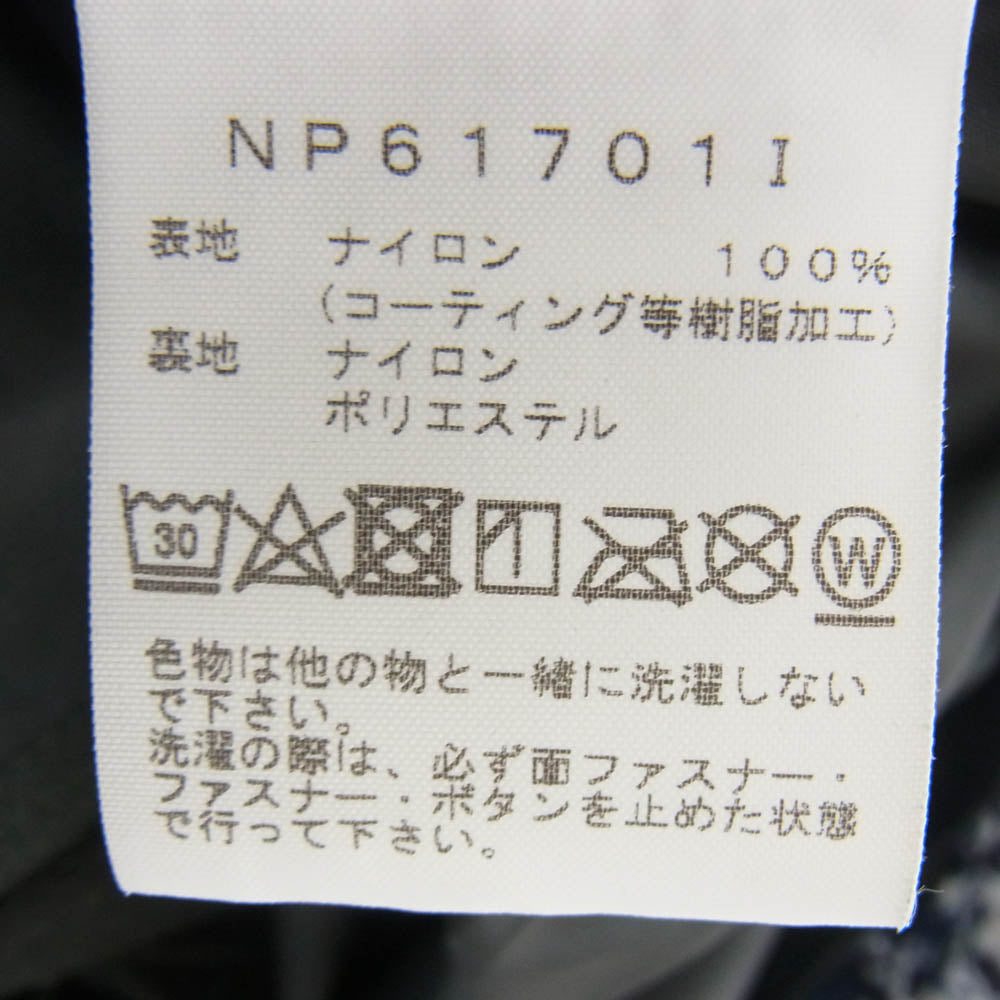 NP61701I
表地 ナイロン 100%
(コーティング等樹脂加工)
裏地 ナイロン
ポリエステル
30 W
色物は他の物と一緒に洗濯しない
で下さい。
洗濯の際は、必ず面ファスナー・
ファスナー・ボタンを止めた状態
で行って下さい。